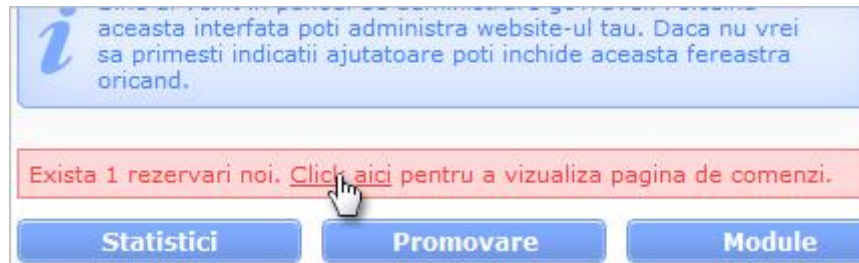 aceasta interfata poti administra website-ul tau. Daca nu vrei
sa primesti indicatii ajutatoare poti inchide aceasta fereastra
oricand.
Exista 1 rezervari noi. Click aici pentru a vizualiza pagina de comenzi.
Statistici Promovare Module